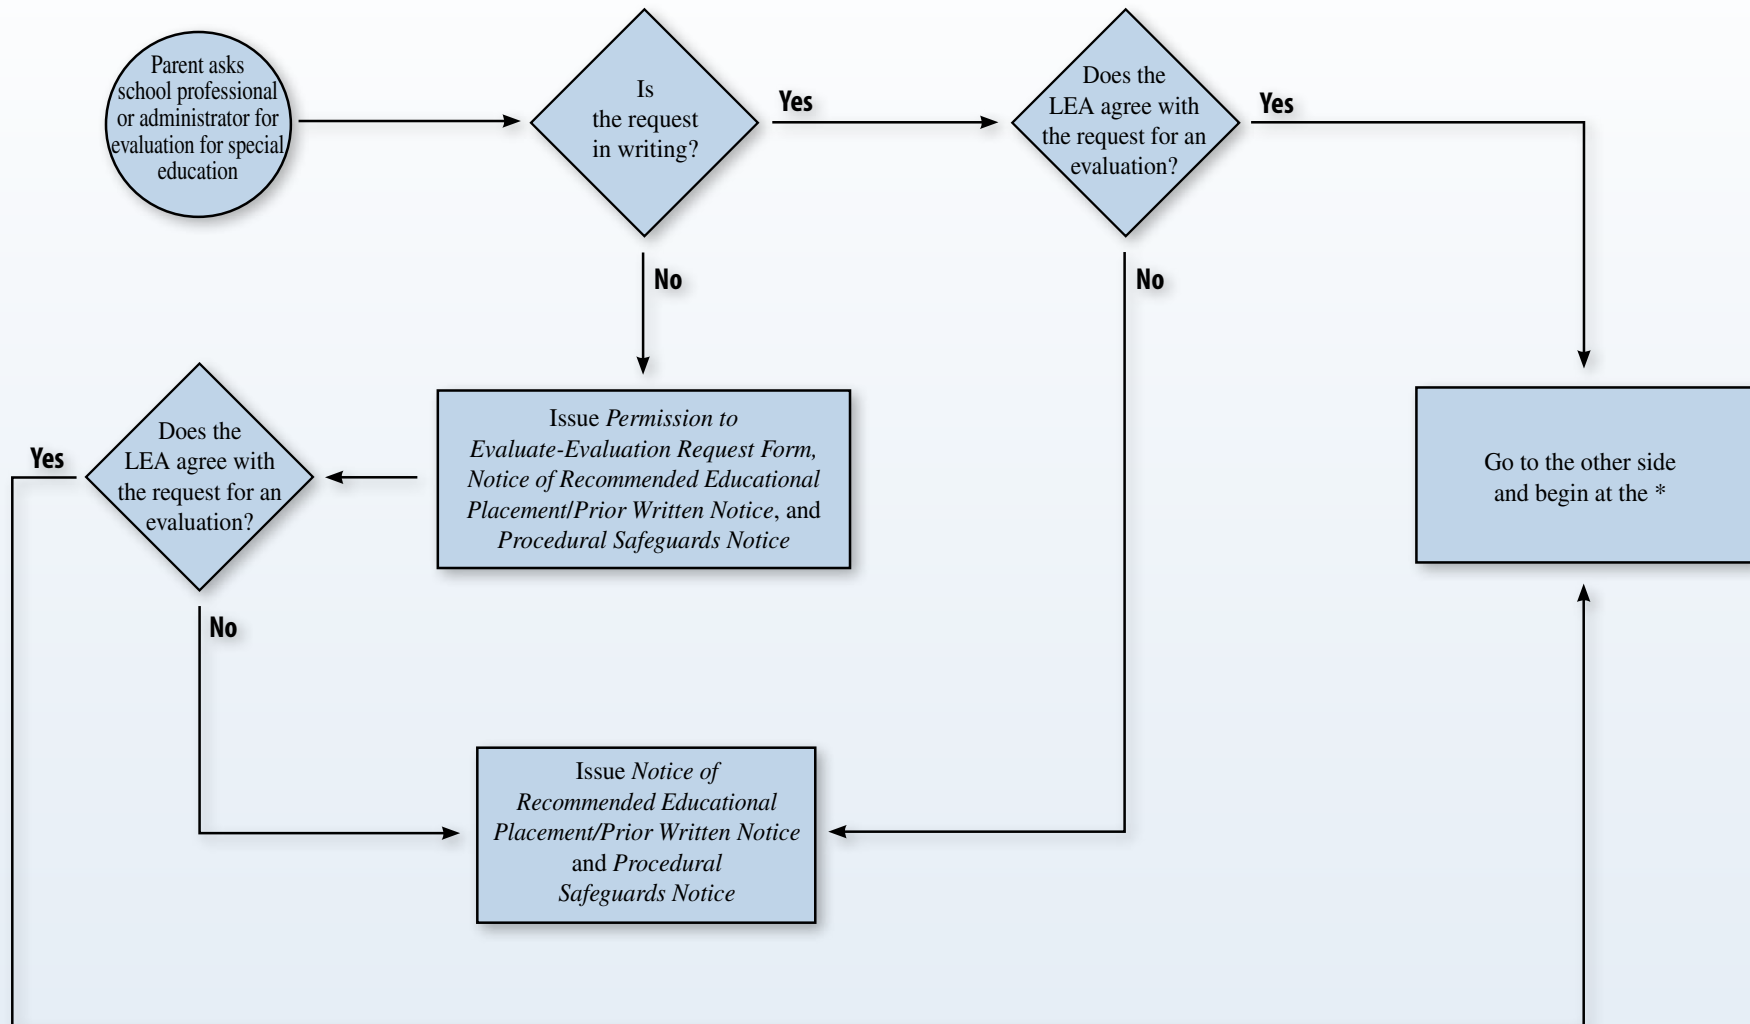 Parent asks
school professional
or administrator for
evaluation for special
education
Is
the request
in writing?
Yes
Does the
LEA agree with
the request for an
evaluation?
Yes
No
No
Issue Permission to
Evaluate-Evaluation Request Form,
Notice of Recommended Educational
Placement/Prior Written Notice, and
Procedural Safeguards Notice
Does the
LEA agree with
the request for an
evaluation?
Yes
No
Go to the other side
and begin at the *
Issue Notice of
Recommended Educational
Placement/Prior Written Notice
and Procedural
Safeguards Notice